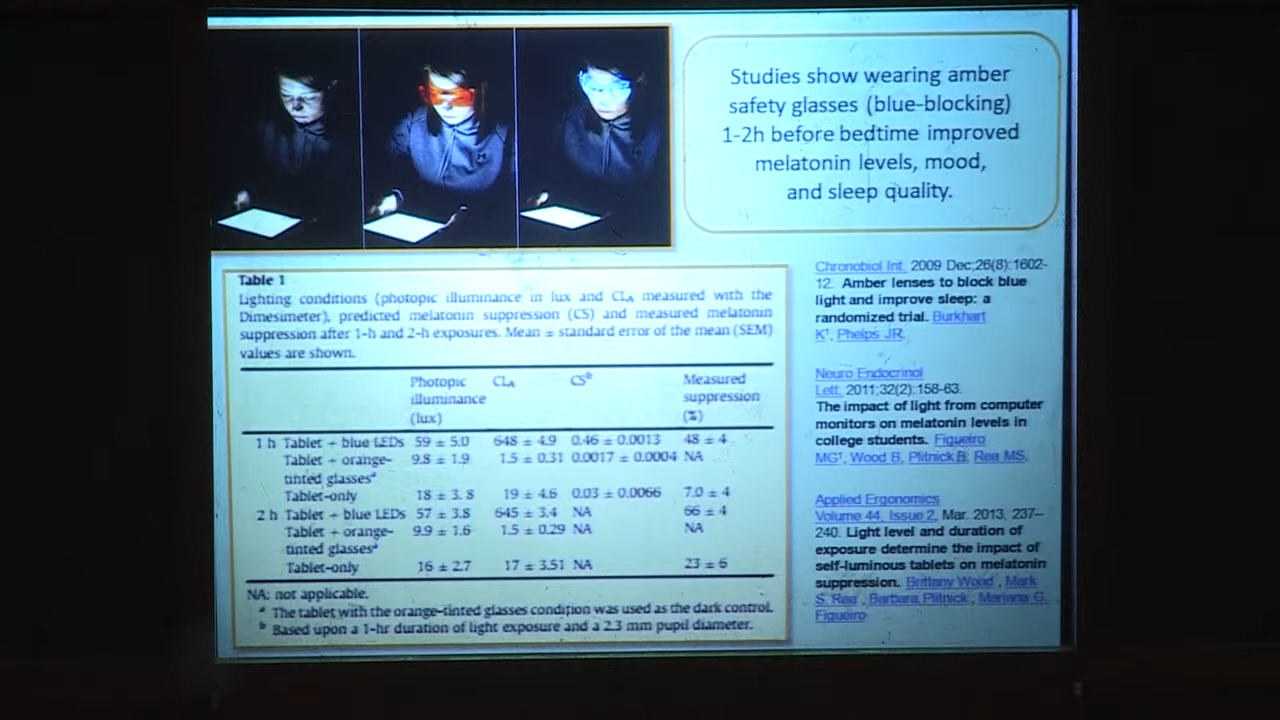 Studies show wearing amber
safety glasses (blue-blocking)
1-2h before bedtime improved
melatonin levels, mood,
and sleep quality.
Table 1
Lighting conditions (photopic illuminance in lux and CLA measured with the
Dimesimeter), predicted melatonin suppression (CS) and measured melatonin
suppression after 1-h and 2-h exposures. Mean ± standard error of the mean (SEM)
values are shown.
Photopic illuminance (lux) CLA CSb Measured suppression (%)
1 h Tablet + blue LEDs 59 ± 5.0 648 ± 4.9 0.46 ± 0.0013 48 ± 4
Tablet + orange- 9.8 ± 1.9 1.5 ± 0.31 0.0017 ± 0.0004 NA
tinted glassesa
Tablet-only 18 ± 3.8 19 ± 4.6 0.03 ± 0.0066 7.0 ± 4
2 h Tablet + blue LEDs 57 ± 3.8 645 ± 3.4 NA 66 ± 4
Tablet + orange- 9.9 ± 1.6 1.5 ± 0.29 NA NA
tinted glassesa
Tablet-only 16 ± 2.7 17 ± 3.51 NA 23 ± 6
NA: not applicable.
a The tablet with the orange-tinted glasses condition was used as the dark control.
b Based upon a 1-hr duration of light exposure and a 2.3 mm pupil diameter.
Chronobiol Int. 2009 Dec;26(8):1602-
12. Amber lenses to block blue
light and improve sleep: a
randomized trial. Burkhart
K1, Phelps JR.
Neuro Endocrinol
Lett. 2011;32(2):158-63.
The impact of light from computer
monitors on melatonin levels in
college students. Figueiro
MG1, Wood B, Plitnick B, Rea MS.
Applied Ergonomics
Volume 44, Issue 2, Mar. 2013, 237–
240. Light level and duration of
exposure determine the impact of
self-luminous tablets on melatonin
suppression. Brittany Wood, Mark
S. Rea, Barbara Plitnick, Mariana G.
Figueiro